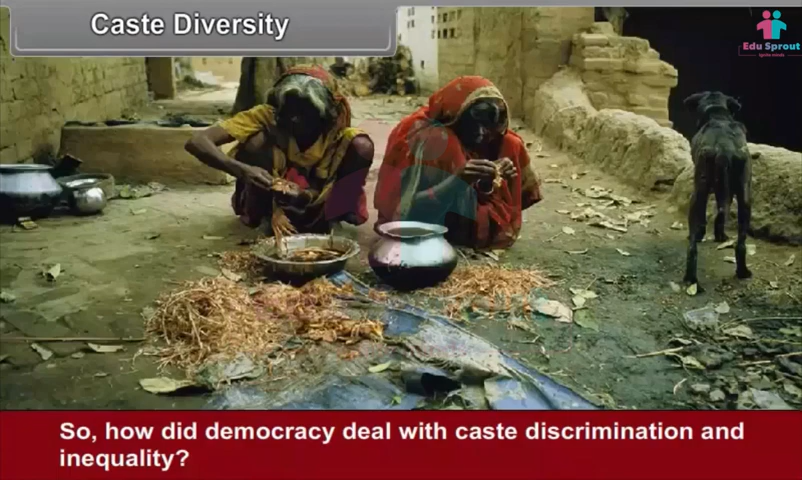 Caste Diversity
Edu Sprout
So, how did democracy deal with caste discrimination and
inequality?